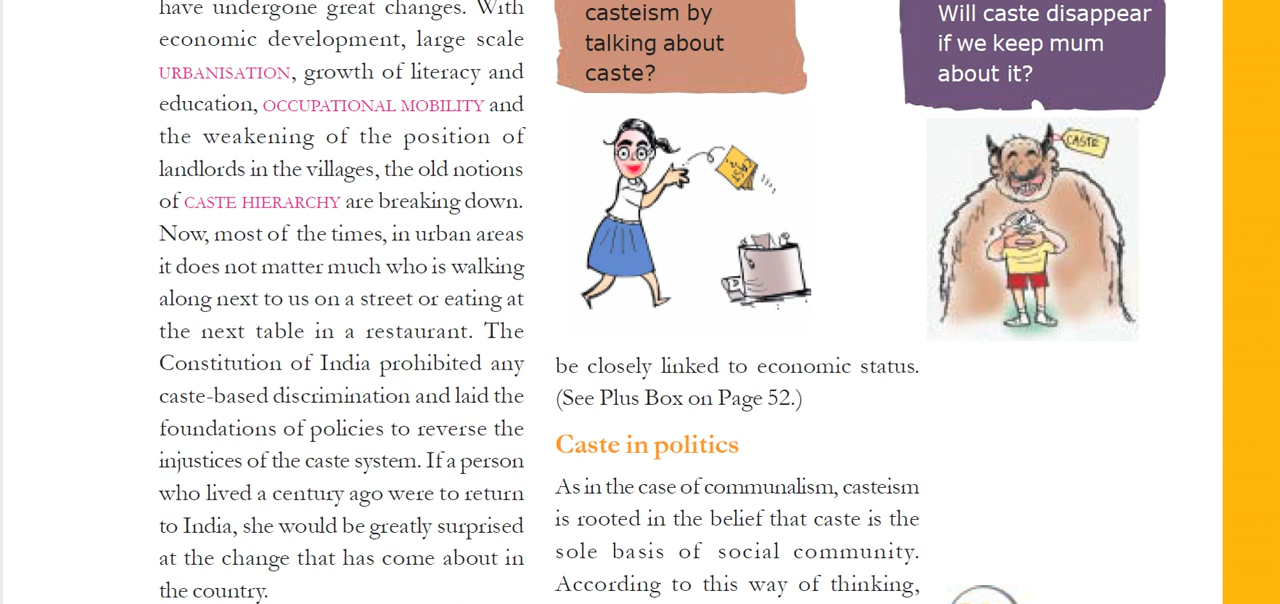 have undergone great changes. With
economic development, large scale
URBANISATION, growth of literacy and
education, OCCUPATIONAL MOBILITY and
the weakening of the position of
landlords in the villages, the old notions
of CASTE HIERARCHY are breaking down.
Now, most of the times, in urban areas
it does not matter much who is walking
along next to us on a street or eating at
the next table in a restaurant. The
Constitution of India prohibited any
caste-based discrimination and laid the
foundations of policies to reverse the
injustices of the caste system. If a person
who lived a century ago were to return
to India, she would be greatly surprised
at the change that has come about in
the country.
casteism by
talking about
caste?
Will caste disappear
if we keep mum
about it?
CASTE
be closely linked to economic status.
(See Plus Box on Page 52.)
Caste in politics
As in the case of communalism, casteism
is rooted in the belief that caste is the
sole basis of social community.
According to this way of thinking,